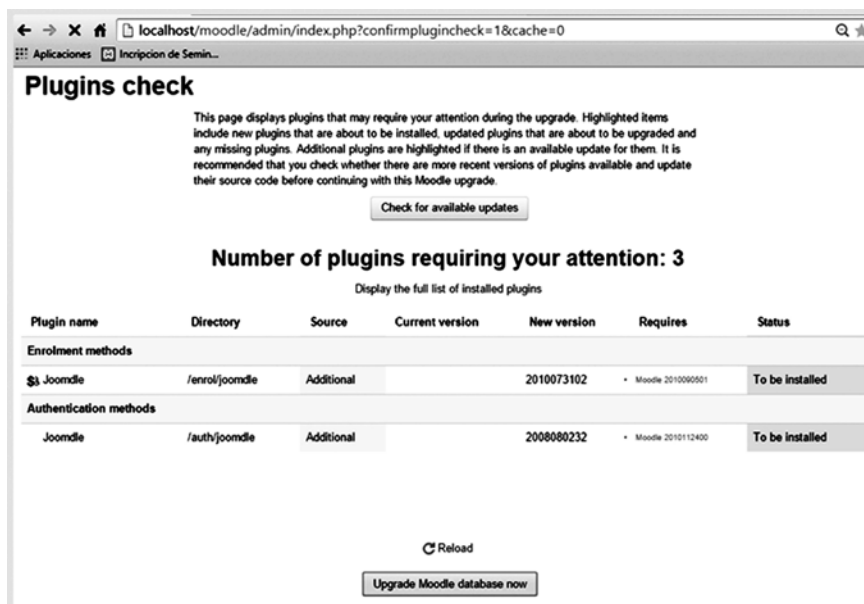 localhost/moodle/admin/index.php?confirmplugincheck=1&cache=0
Aplicaciones Incripcion de Semin...
Plugins check
This page displays plugins that may require your attention during the upgrade. Highlighted items
include new plugins that are about to be installed, updated plugins that are about to be upgraded and
any missing plugins. Additional plugins are highlighted if there is an available update for them. It is
recommended that you check whether there are more recent versions of plugins available and update
their source code before continuing with this Moodle upgrade.
Check for available updates
Number of plugins requiring your attention: 3
Display the full list of installed plugins
Plugin name Directory Source Current version New version Requires Status
Enrolment methods
Joomdle /enrol/joomdle Additional 2010073102 • Moodle 2010090501 To be installed
Authentication methods
Joomdle /auth/joomdle Additional 2008080232 • Moodle 2010112400 To be installed
Reload
Upgrade Moodle database now